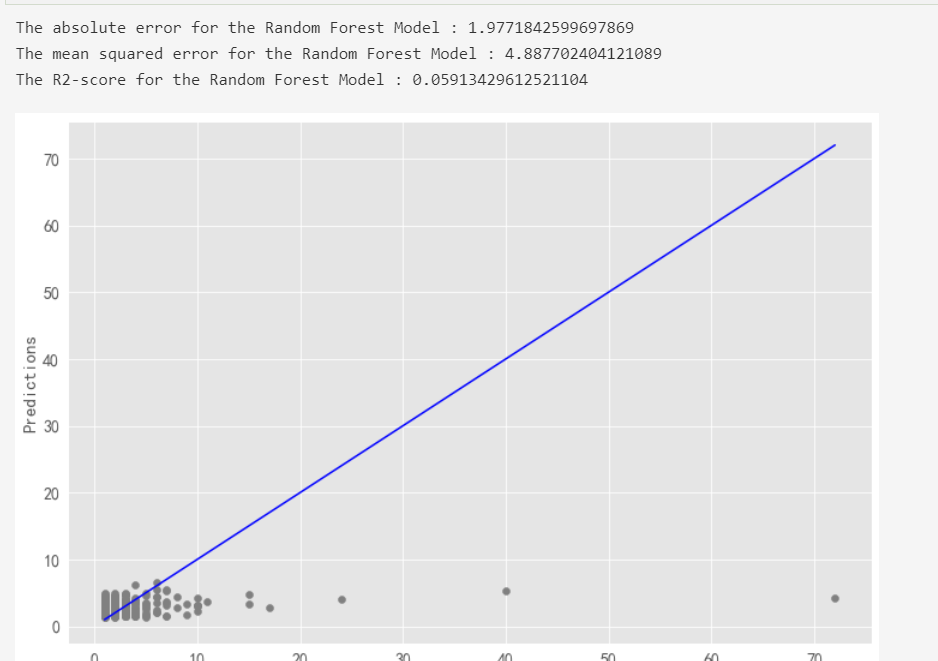 The absolute error for the Random Forest Model : 1.9771842599697869
The mean squared error for the Random Forest Model : 4.887702404121089
The R2-score for the Random Forest Model : 0.05913429612521104
70
60
50
40
30
20
10
0
Predictions
0 10 20 30 40 50 60 70